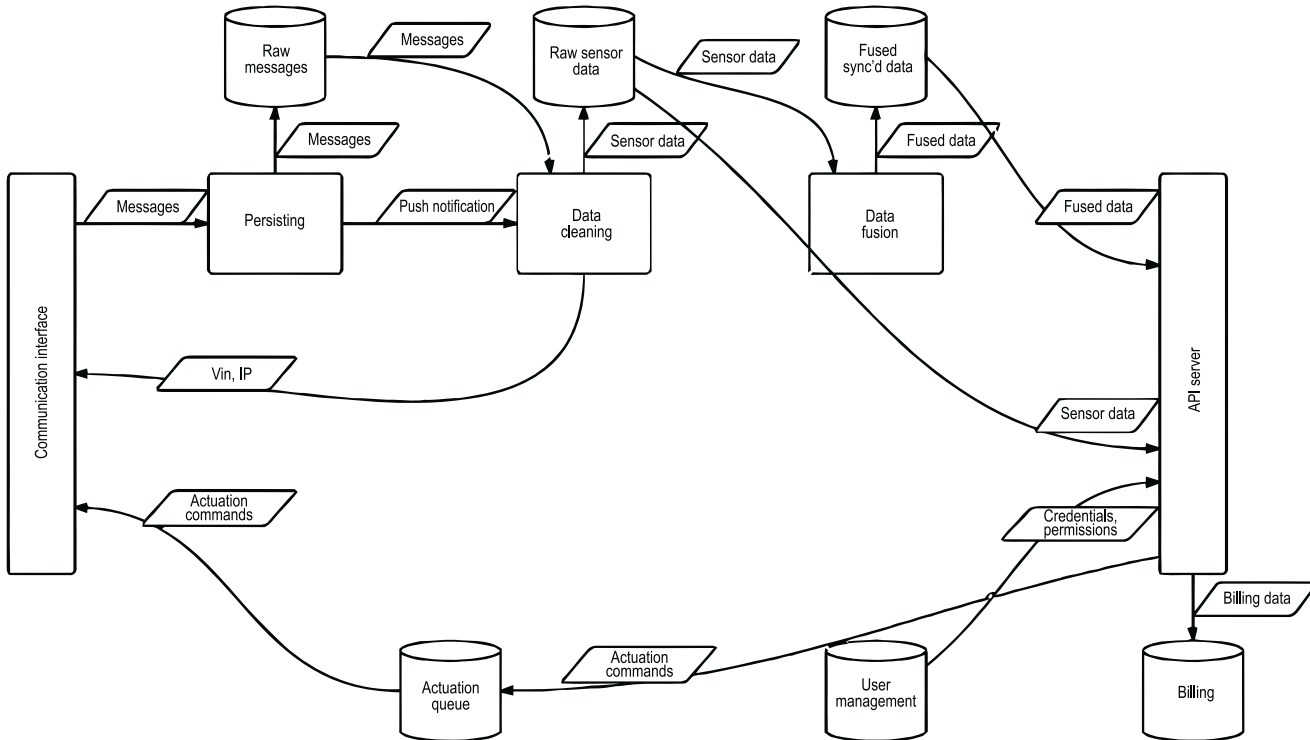 Raw
messages
Messages
Raw sensor
data
Sensor data
Fused
sync'd data
Messages
Sensor data
Fused data
Messages
Persisting
Push notification
Data
cleaning
Data
fusion
Fused data
Communication interface
API server
Vin, IP
Sensor data
Actuation
commands
Credentials,
permissions
Billing data
Actuation
commands
Actuation
queue
User
management
Billing